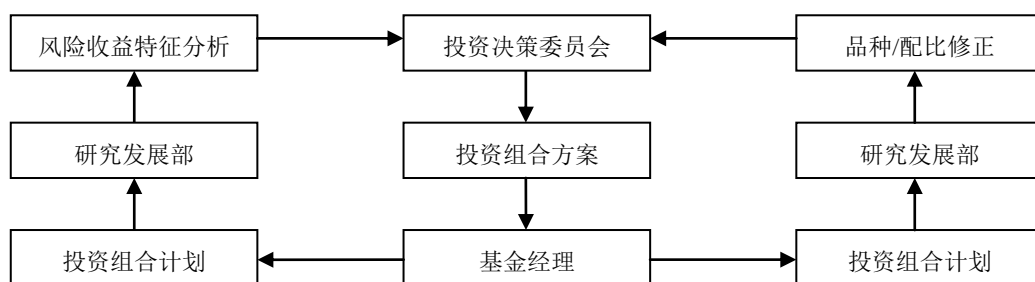 风险收益特征分析
投资决策委员会
品种/配比修正
研究发展部
投资组合方案
研究发展部
投资组合计划
基金经理
投资组合计划